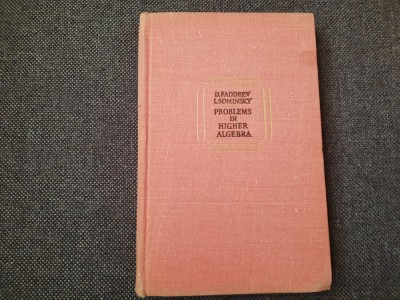 D.FADDEEV
I.SOMINSKY
PROBLEMS
IN
HIGHER
ALGEBRA